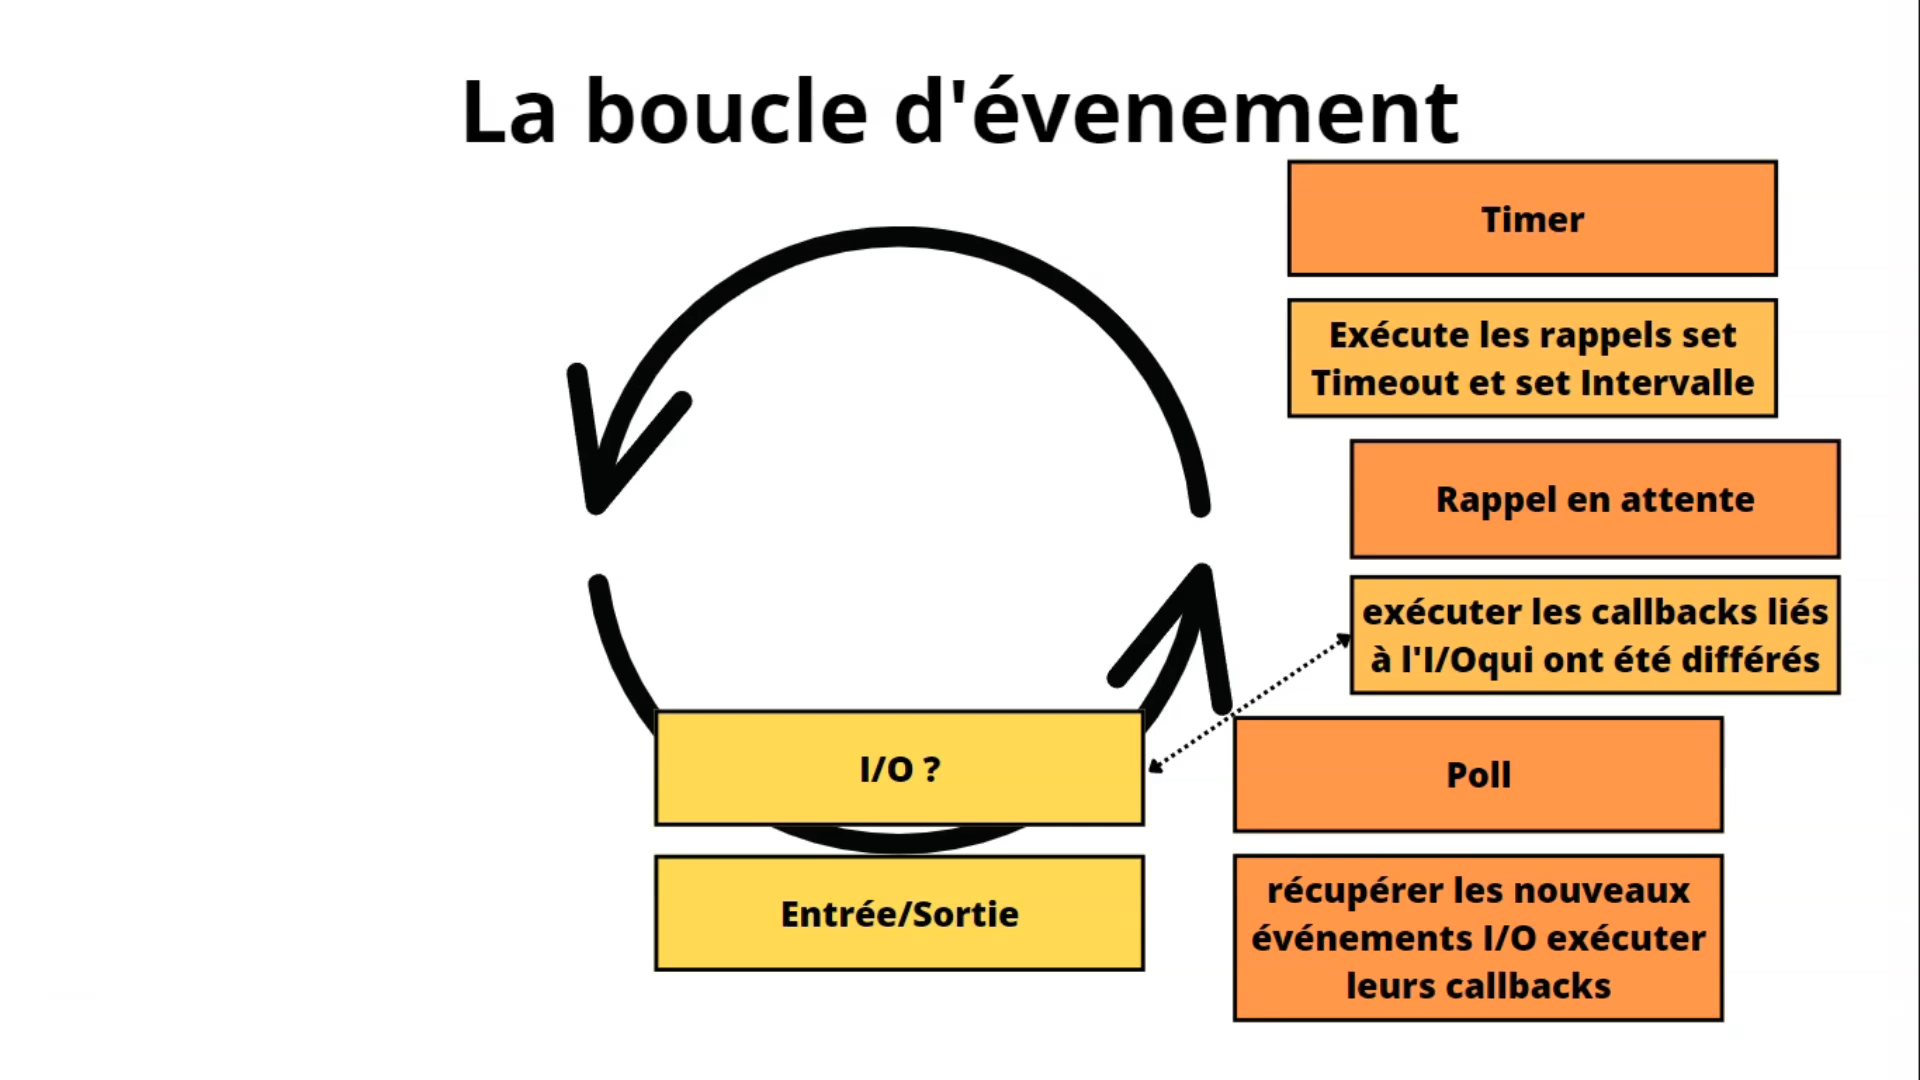 La boucle d'évenement
Timer
Exécute les rappels set
Timeout et set Intervalle
Rappel en attente
exécuter les callbacks liés
à l'I/Oqui ont été différés
I/O ?
Poll
Entrée/Sortie
récupérer les nouveaux
événements I/O exécuter
leurs callbacks